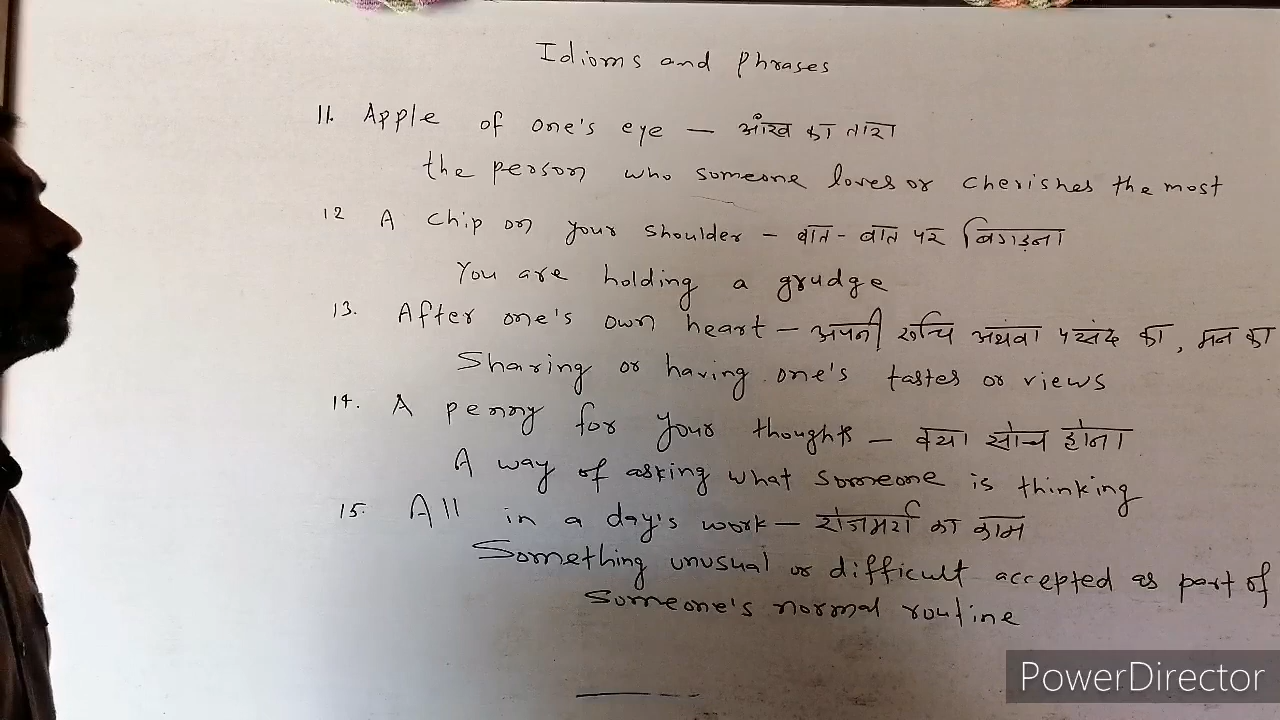 Idioms and phrases
11. Apple of one's eye — आँख का तारा
the person who someone loves or cherishes the most
12 A chip on your shoulder — बात-बात पर बिगड़ना
You are holding a grudge
13. After one's own heart — अपनी रूचि अथवा पसंद का, मन का
Sharing or having one's tastes or views
14. A penny for your thoughts — क्या सोच होना
A way of asking what someone is thinking
15. All in a day's work — रोजमर्रा का काम
Something unusual or difficult accepted as part of
someone's normal routine
PowerDirector